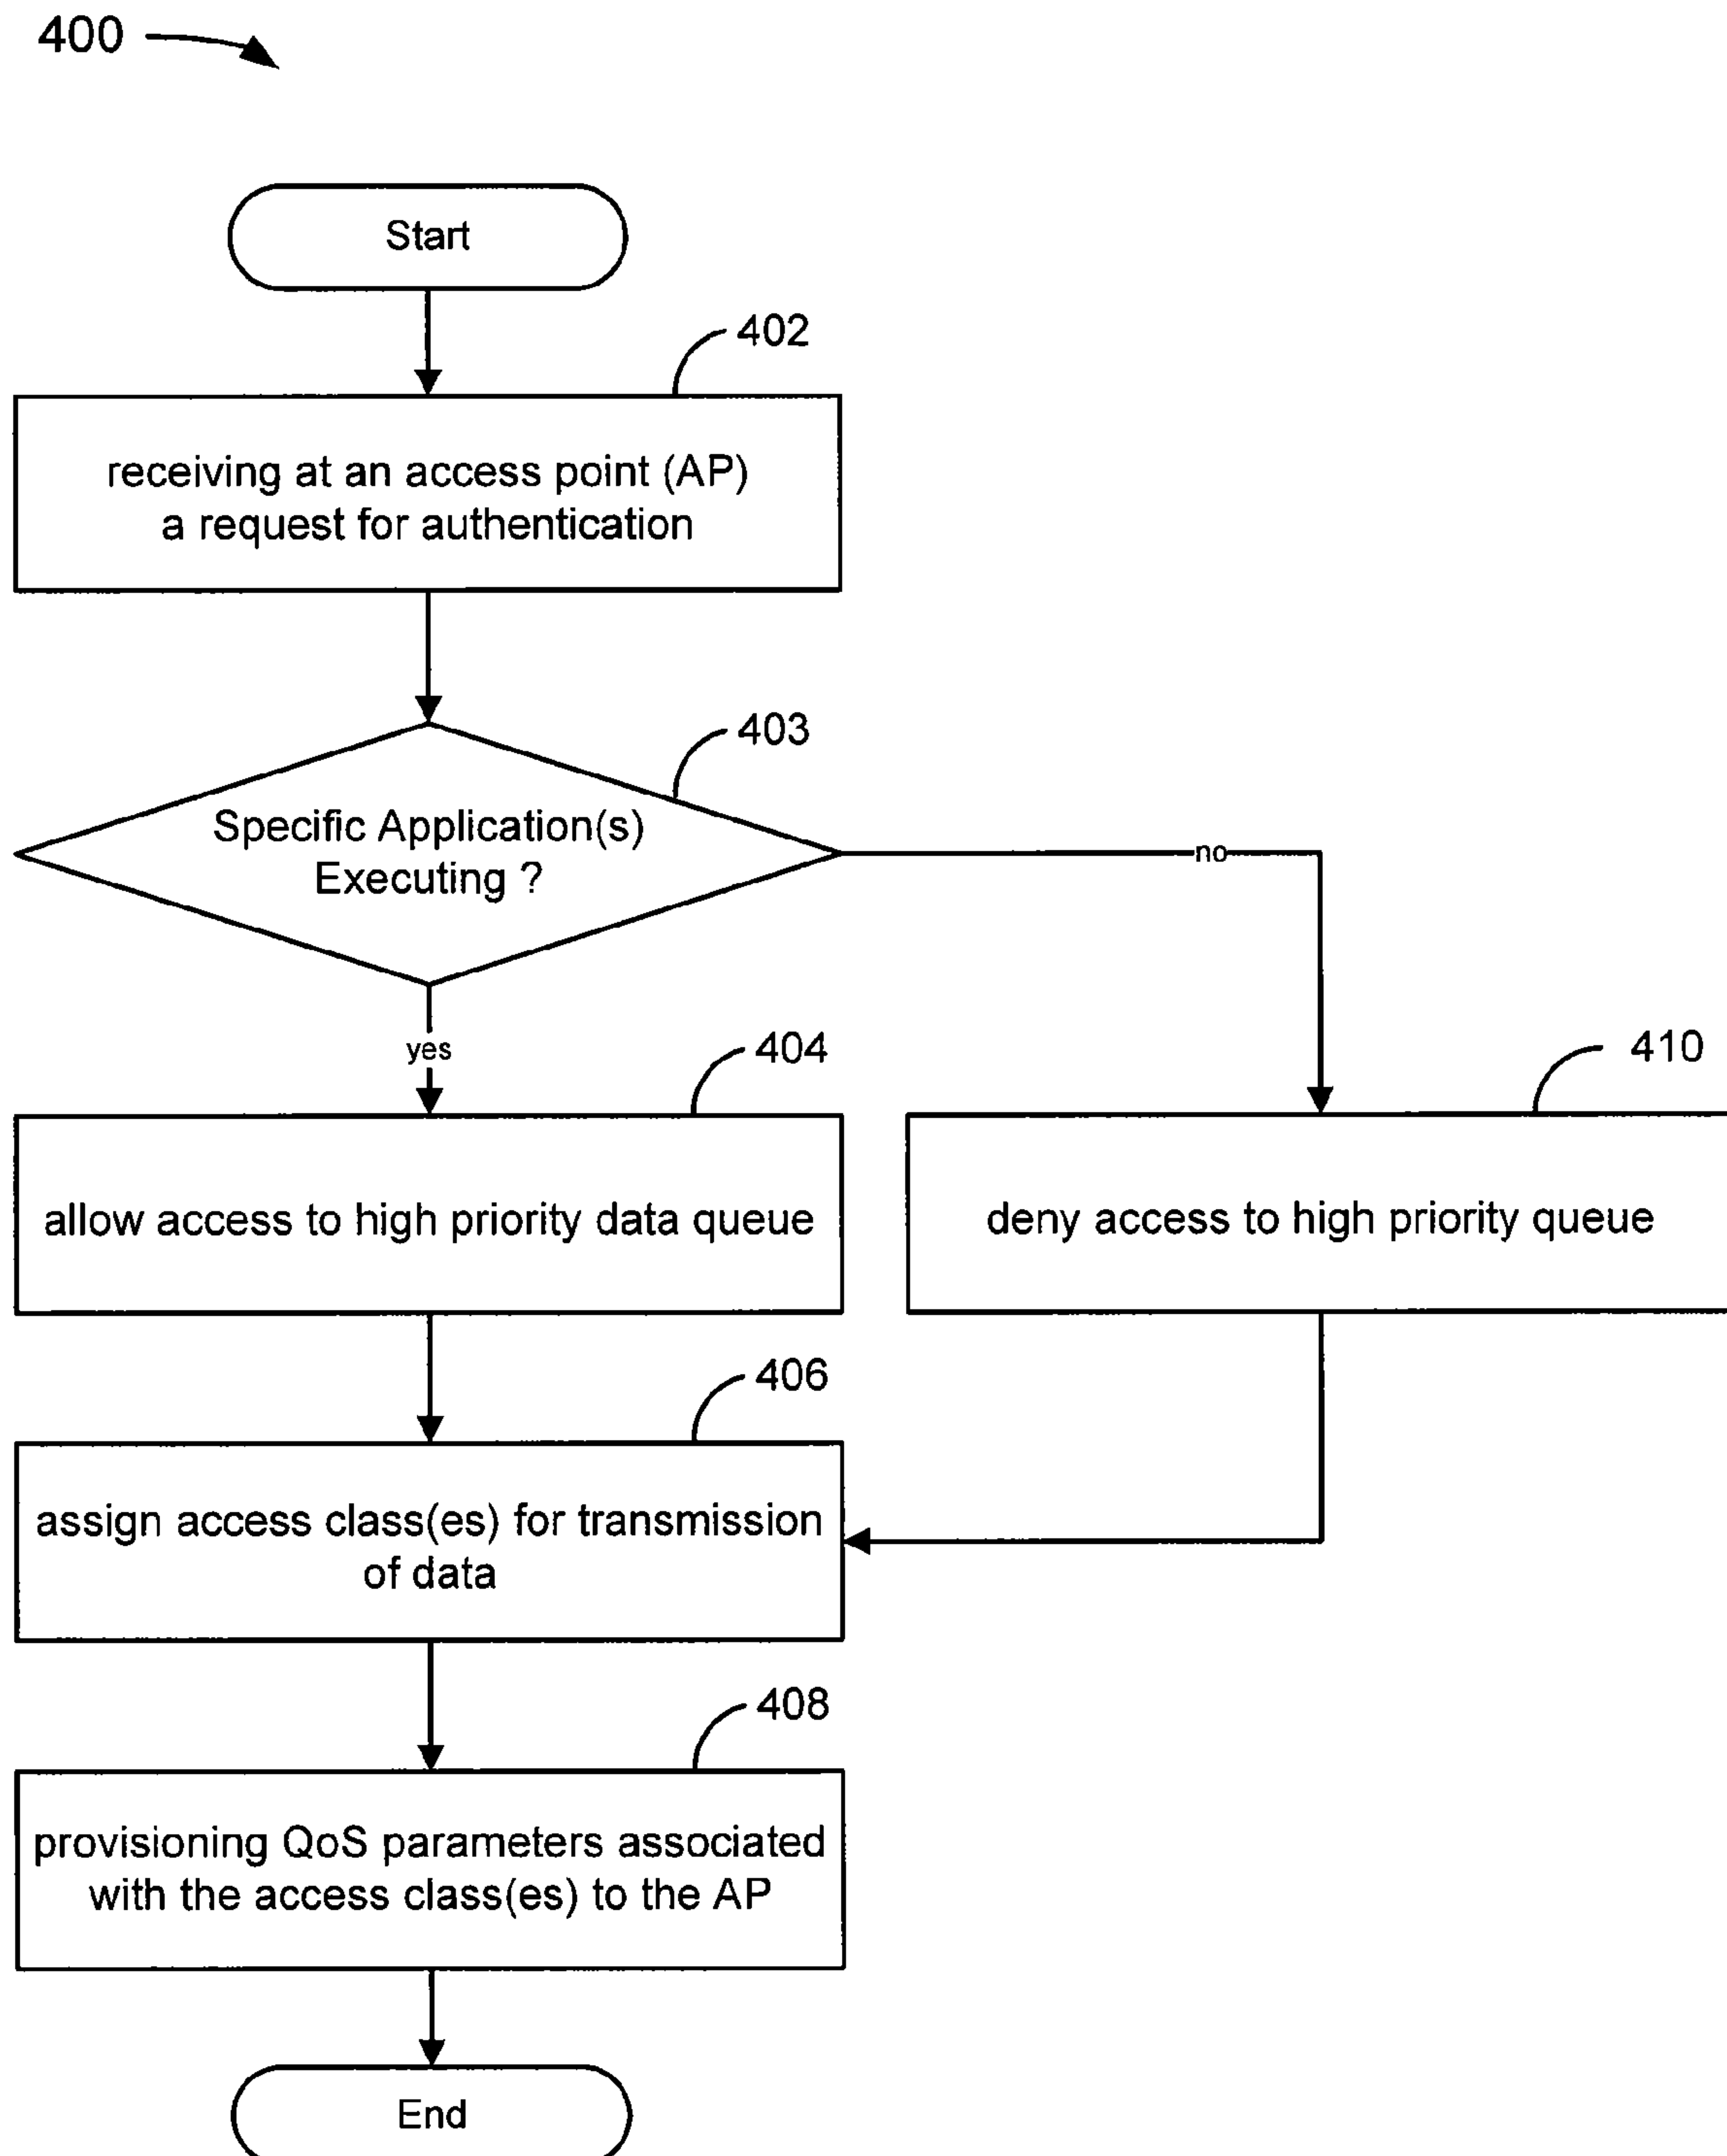 400
Start
402
receiving at an access point (AP)
a request for authentication
403
Specific Application(s)
Executing ?
no
yes
404
410
allow access to high priority data queue
deny access to high priority queue
406
assign access class(es) for transmission
of data
408
provisioning QoS parameters associated
with the access class(es) to the AP
End